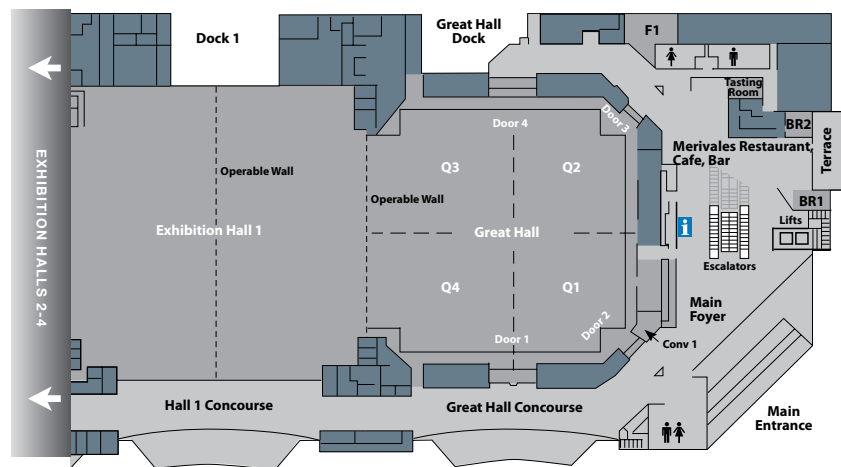 Dock 1
Great Hall
Dock
F1
Tasting
Room
BR2
Door 4
Door 3
Merivales Restaurant,
Cafe, Bar
Terrace
EXHIBITION HALLS 2-4
Operable Wall
Q3
Q2
Operable Wall
BR1
Lifts
Exhibition Hall 1
Great Hall
i
Escalators
Q4
Q1
Main
Foyer
Door 2
Door 1
Conv 1
Hall 1 Concourse
Great Hall Concourse
Main
Entrance